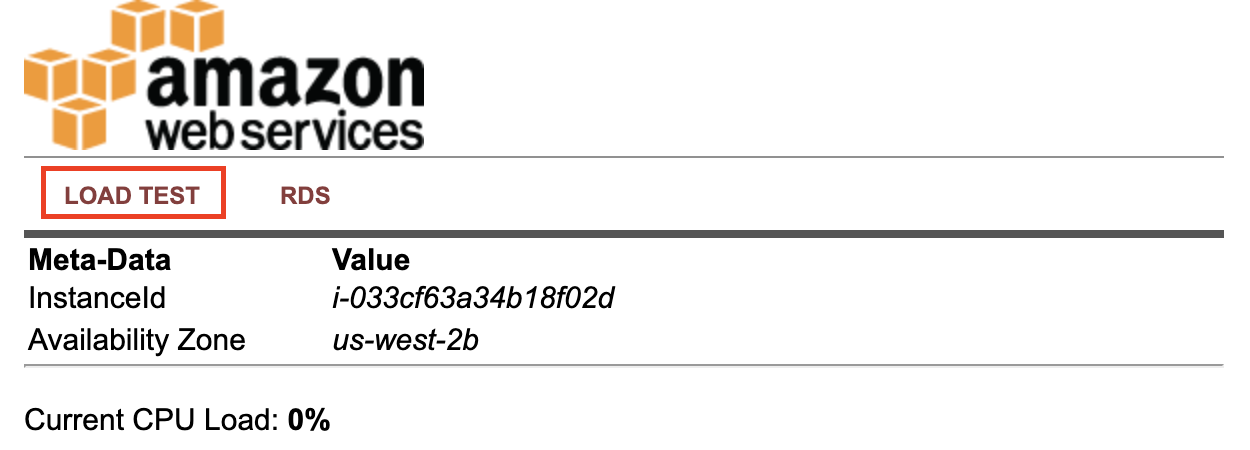 amazon
web services
LOAD TEST RDS
Meta-Data Value
InstanceId i-033cf63a34b18f02d
Availability Zone us-west-2b
Current CPU Load: 0%